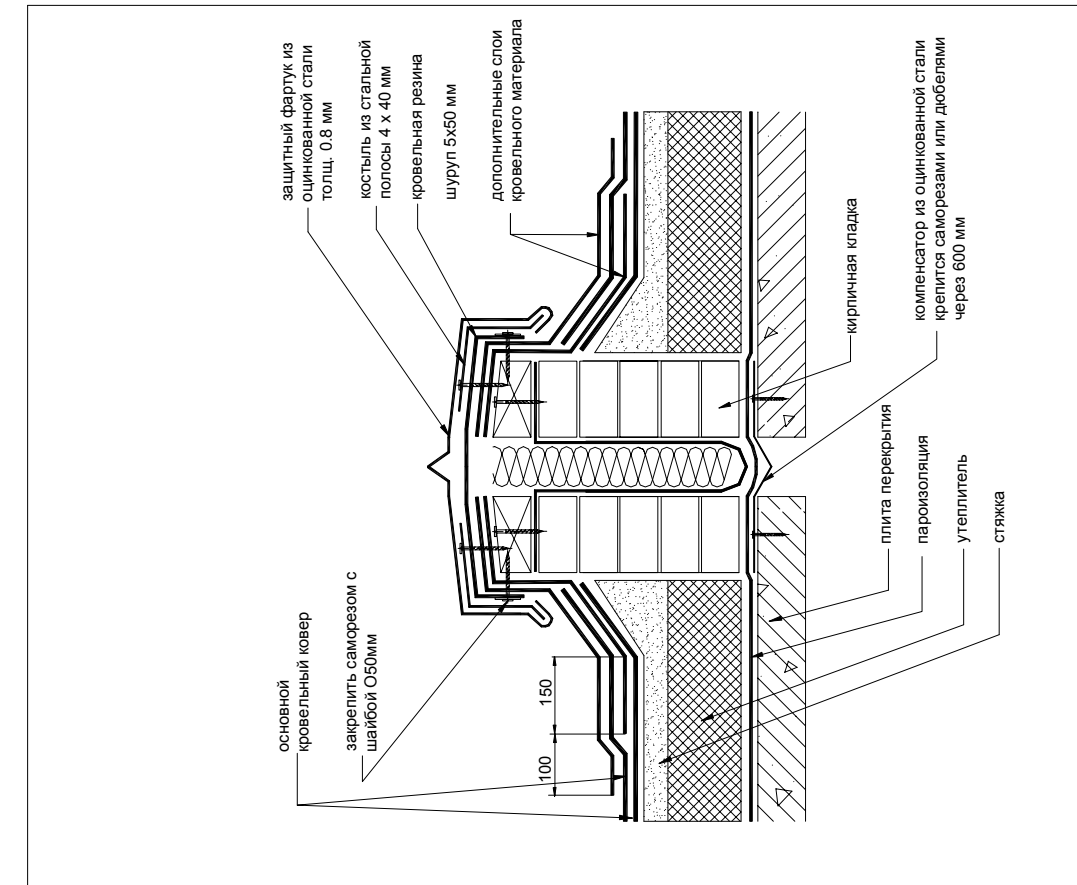 защитный фартук из
оцинкованной стали
толщ. 0.8 мм
костыль из стальной
полосы 4 x 40 мм
кровельная резина
шуруп 5x50 мм
дополнительные слои
кровельного материала
кирпичная кладка
компенсатор из оцинкованной стали
крепится саморезами или дюбелями
через 600 мм
основной
кровельный ковер
закрепить саморезом с
шайбой O50мм
150
100
плита перекрытия
пароизоляция
утеплитель
стяжка